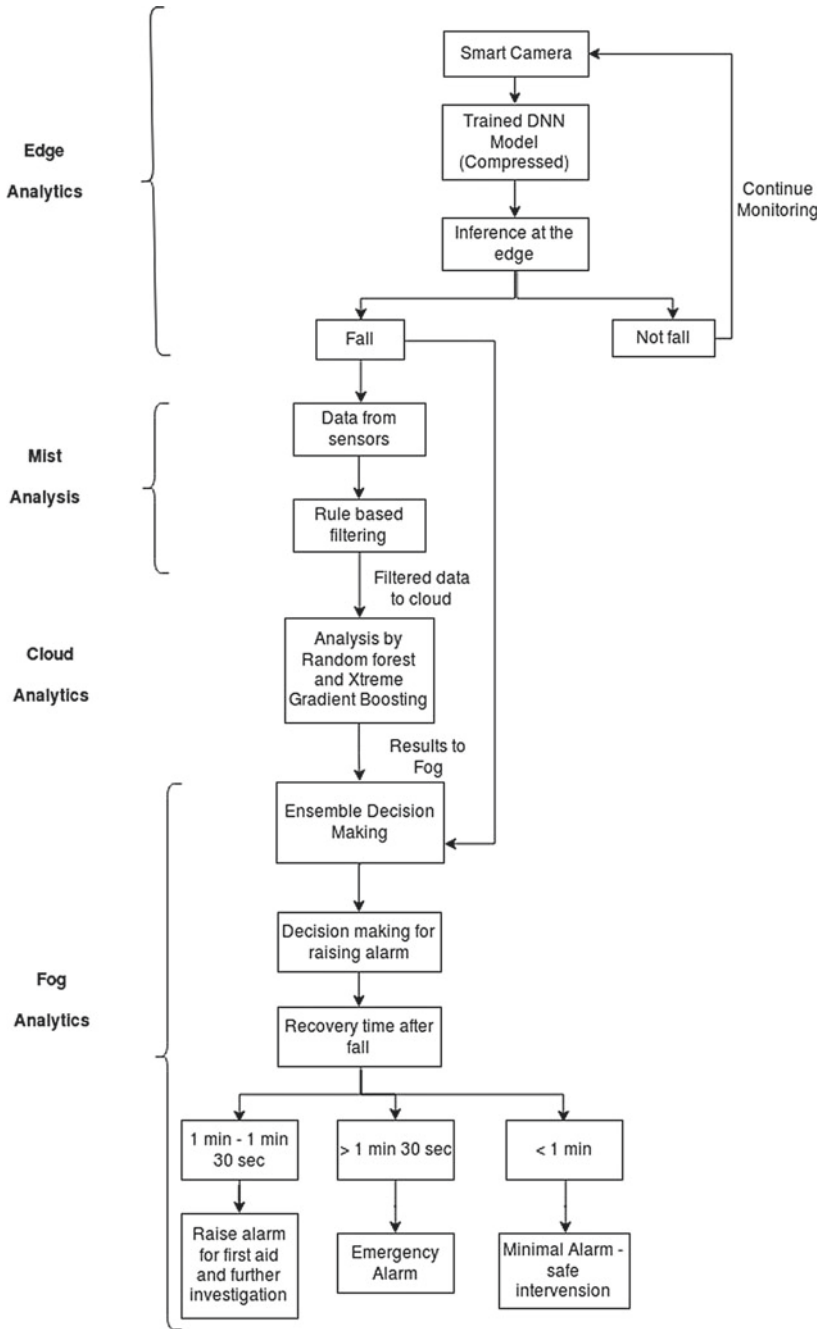 Smart Camera
Trained DNN
Model
(Compressed)
Edge
Analytics
Continue
Monitoring
Inference at the
edge
Fall
Not fall
Data from
sensors
Mist
Analysis
Rule based
filtering
Filtered data
to cloud
Cloud
Analytics
Analysis by
Random forest
and Xtreme
Gradient Boosting
Results to
Fog
Ensemble Decision
Making
Decision making for
raising alarm
Fog
Analytics
Recovery time after
fall
1 min - 1 min
30 sec
> 1 min 30 sec
< 1 min
Raise alarm
for first aid
and further
investigation
Emergency
Alarm
Minimal Alarm -
safe
intervension